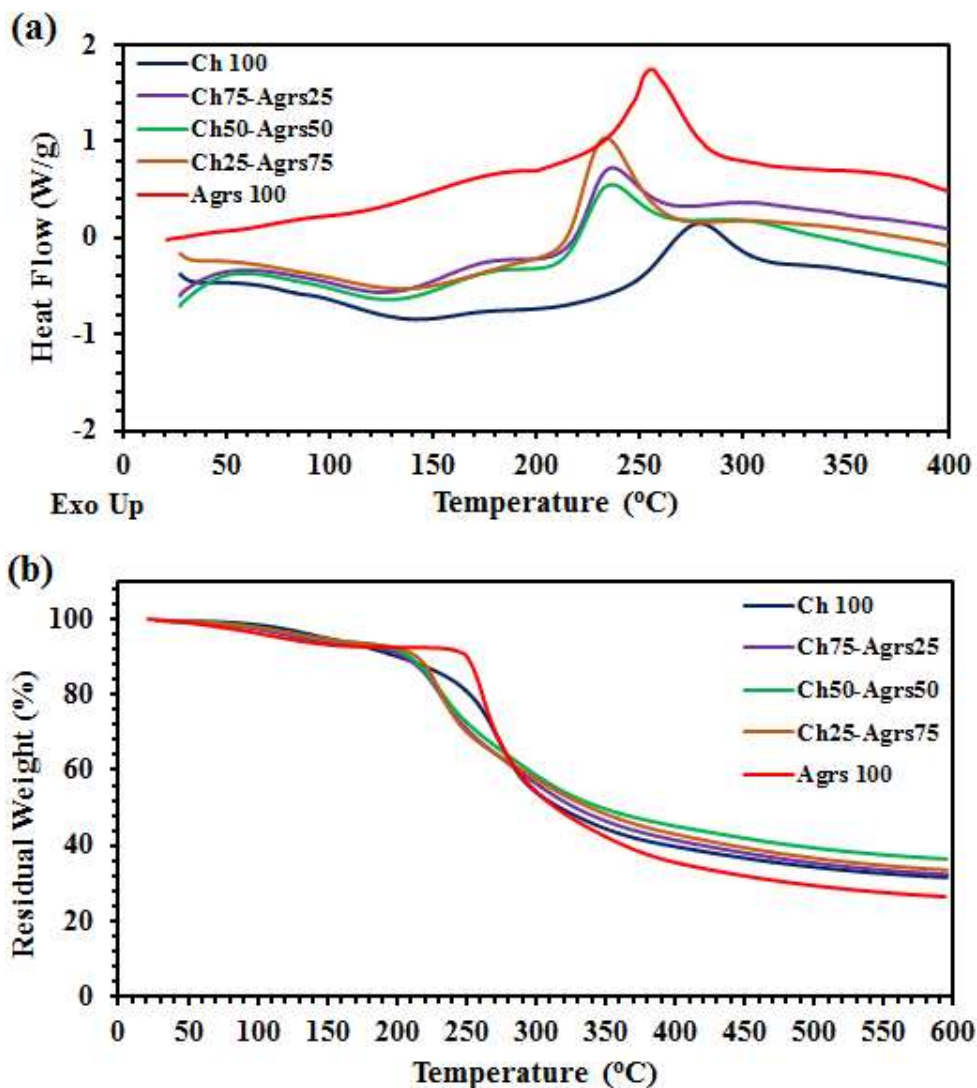 (a)
Heat Flow (W/g)
2
1
0
-1
-2
Ch 100
Ch75-Agrs25
Ch50-Agrs50
Ch25-Agrs75
Agrs 100
0 50 100 150 200 250 300 350 400
Exo Up
Temperature (ºC)
(b)
Residual Weight (%)
100
80
60
40
20
0
Ch 100
Ch75-Agrs25
Ch50-Agrs50
Ch25-Agrs75
Agrs 100
0 50 100 150 200 250 300 350 400 450 500 550 600
Temperature (ºC)